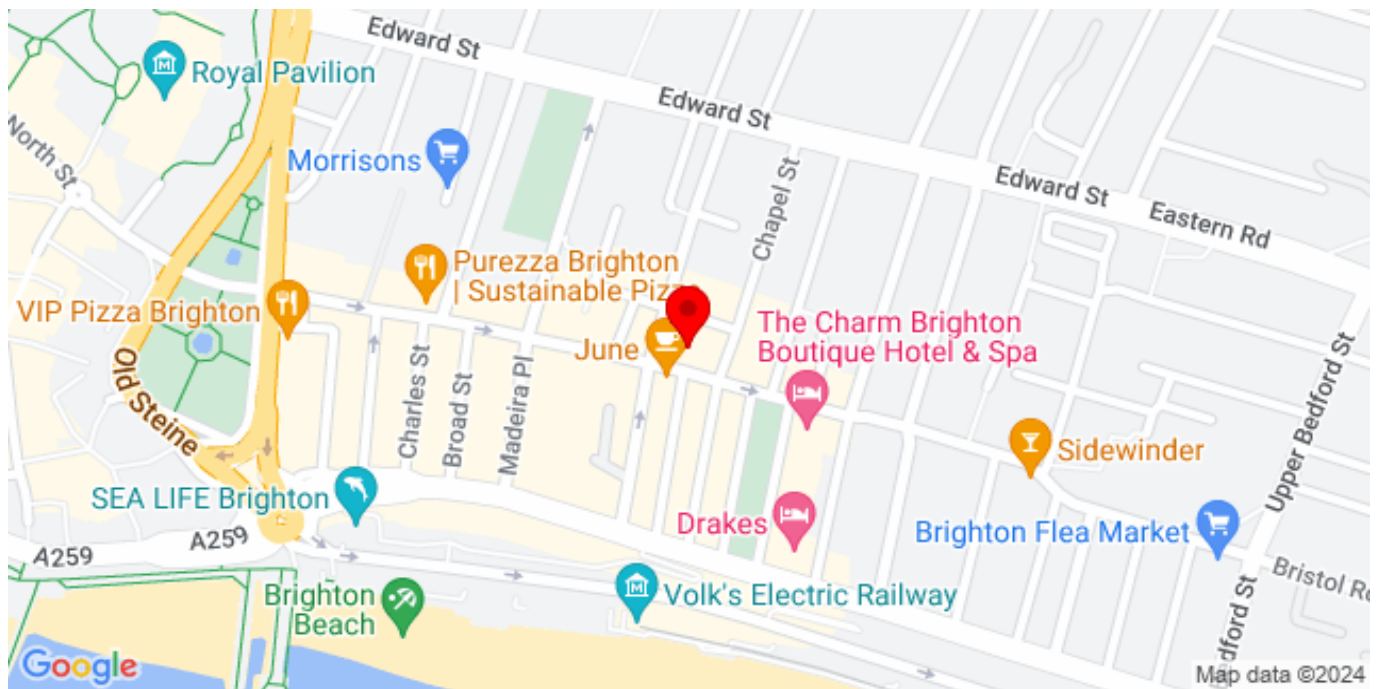 Edward St
Royal Pavilion
Edward St
North St
Morrisons
Chapel St
Edward St
Eastern Rd
Purezza Brighton
| Sustainable Pizz
VIP Pizza Brighton
The Charm Brighton
Boutique Hotel & Spa
June
Old Steine
Charles St
Broad St
Madeira Pl
Upper Bedford St
Sidewinder
SEA LIFE Brighton
Drakes
Brighton Flea Market
A259
A259
Bristol R
Brighton
Beach
Volk's Electric Railway
edford St
Google
Map data ©2024